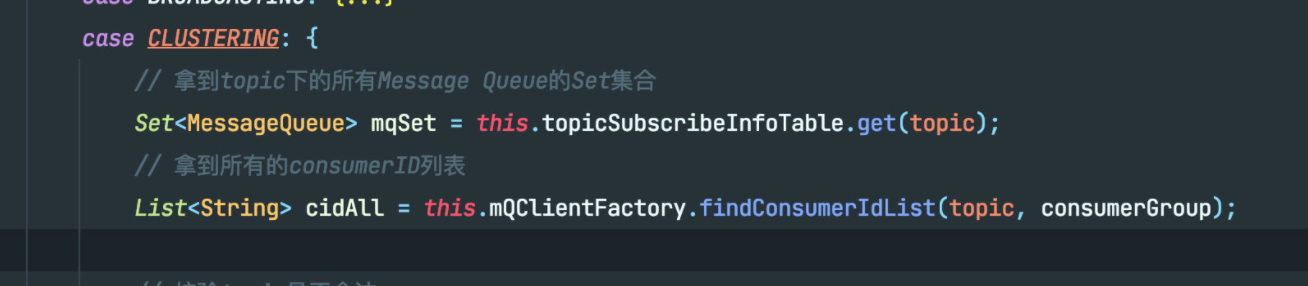 case BROADCASTING: {...}
case CLUSTERING: {
// 拿到topic下的所有Message Queue的Set集合
Set<MessageQueue> mqSet = this.topicSubscribeInfoTable.get(topic);
// 拿到所有的consumerID列表
List<String> cidAll = this.mQClientFactory.findConsumerIdList(topic, consumerGroup);